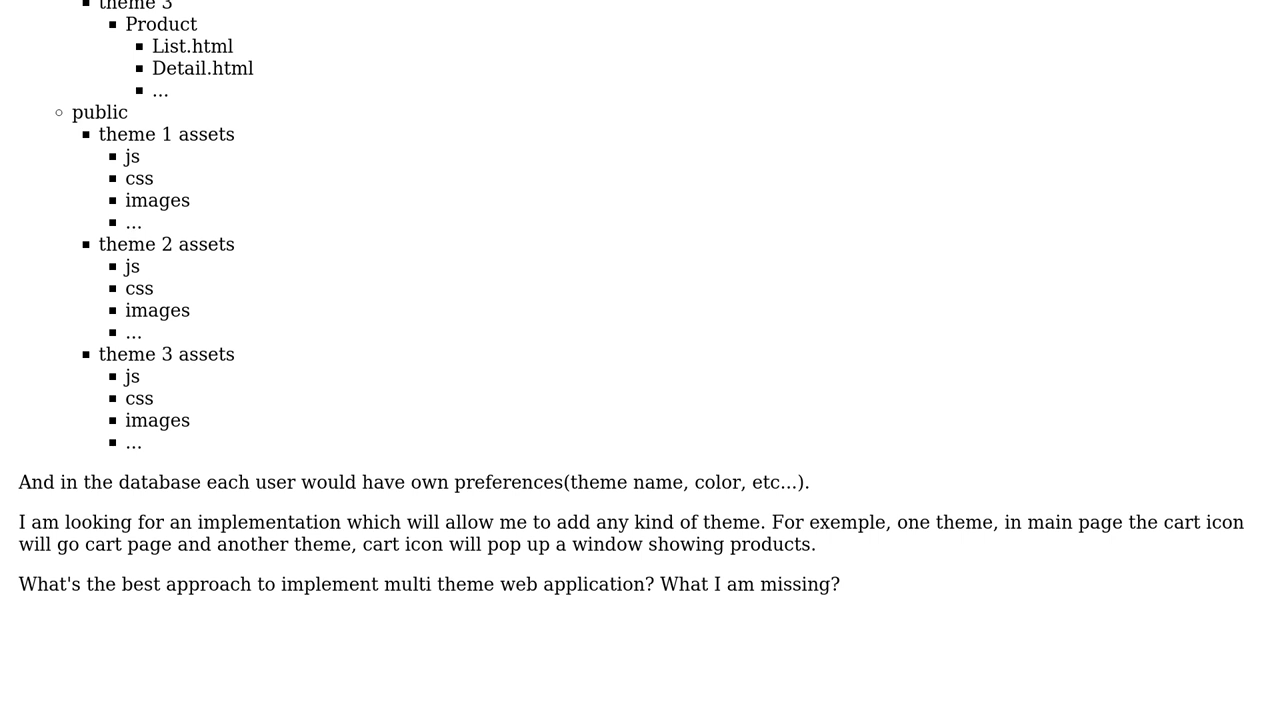 theme 3
Product
List.html
Detail.html
...
public
theme 1 assets
js
css
images
...
theme 2 assets
js
css
images
...
theme 3 assets
js
css
images
...
And in the database each user would have own preferences(theme name, color, etc...).
I am looking for an implementation which will allow me to add any kind of theme. For exemple, one theme, in main page the cart icon
will go cart page and another theme, cart icon will pop up a window showing products.
What's the best approach to implement multi theme web application? What I am missing?